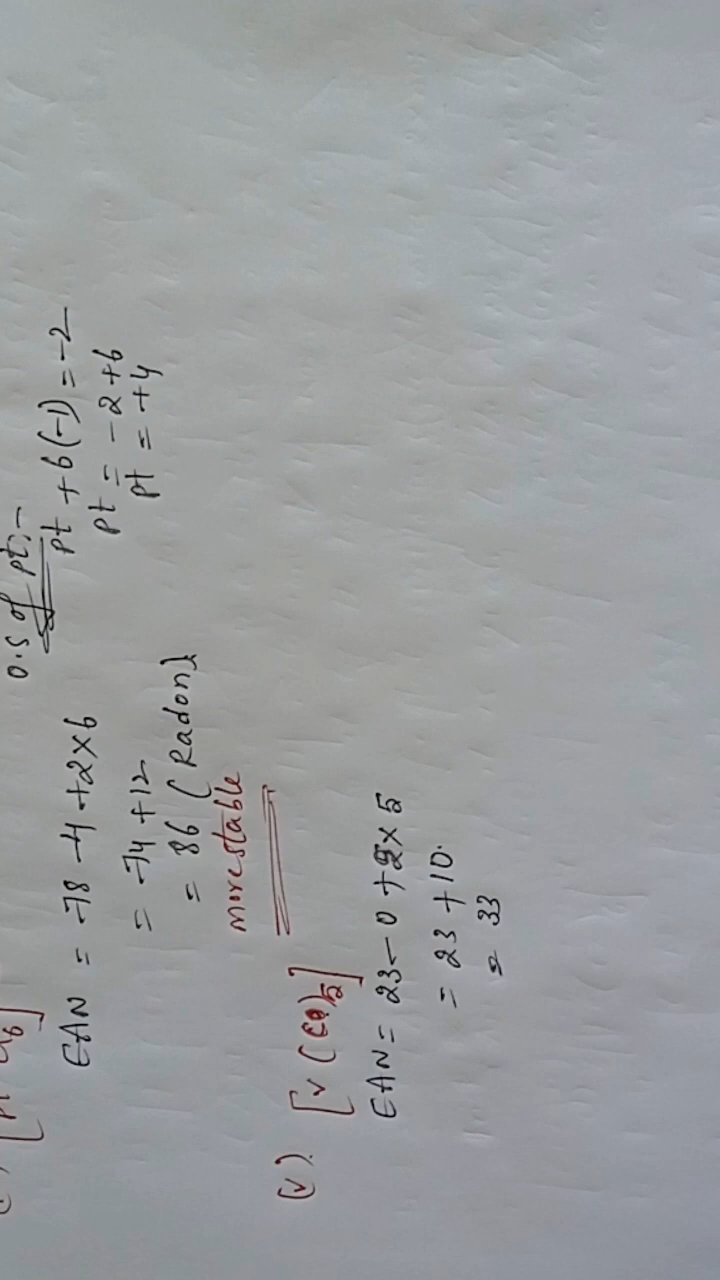 O.S of pt:-
pt + 6(-1) = -2
pt = -2+6
pt = +4
EAN = 78 -4 +2×6
= 74 +12
= 86 (Radon)
more stable
(v). [V(CO)5]
EAN = 23-0+2×5
= 23 +10.
= 33